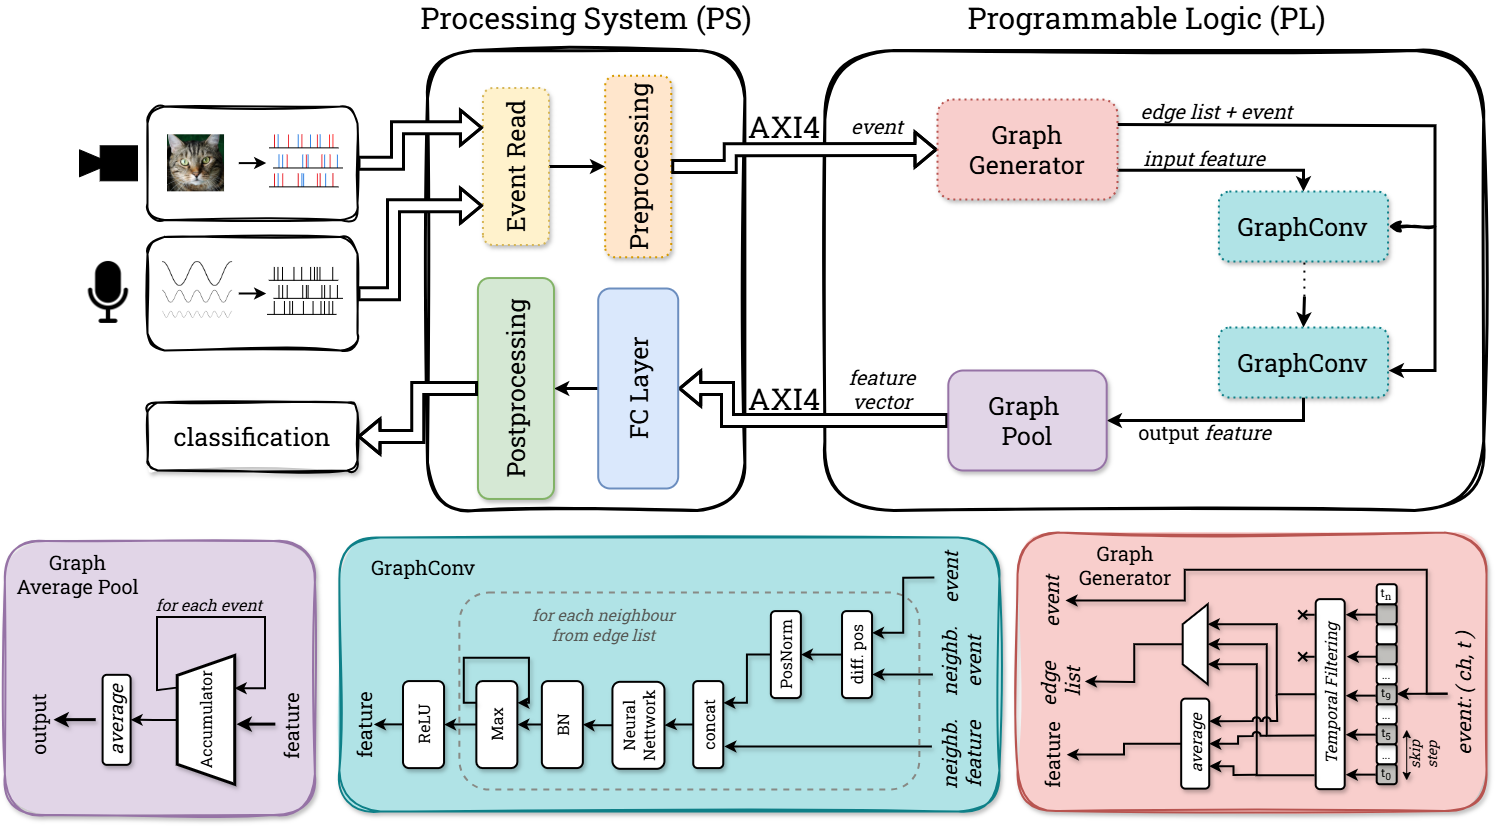 Processing System (PS)
Programmable Logic (PL)
Event Read
Preprocessing
AXI4
event
Graph
Generator
edge list + event
input feature
GraphConv
GraphConv
output feature
Graph
Pool
feature
vector
AXI4
FC Layer
Postprocessing
classification
Graph
Average Pool
for each event
output
average
Accumulator
feature
GraphConv
for each neighbour
from edge list
feature
ReLU
Max
BN
Neural
Nettwork
concat
PosNorm
diff. pos
event
neighb.
event
neighb.
feature
Graph
Generator
event
edge
list
feature
average
Temporal Filtering
tn
...
t9
...
t5
...
t0
skip
step
event: ( ch, t )